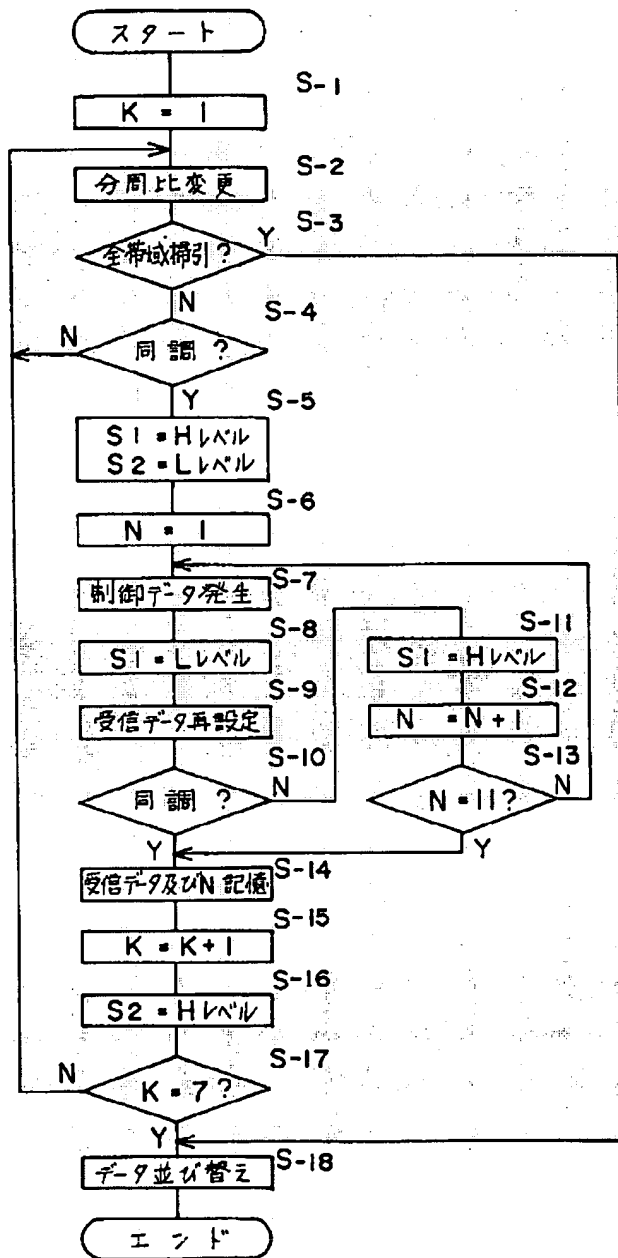 スタート
S-1
K = 1
S-2
分周比変更
S-3
全帯域掃引?
Y
N
S-4
同調?
N
Y
S-5
S1 = Hレベル
S2 = Lレベル
S-6
N = 1
S-7
制御データ発生
S-8
S1 = Lレベル
S-9
受信データ再設定
S-10
同調?
N
Y
S-11
S1 = Hレベル
S-12
N = N+1
S-13
N = 11?
N
Y
S-14
受信データ及びN記憶
S-15
K = K+1
S-16
S2 = Hレベル
S-17
K = 7?
N
Y
S-18
データ並び替え
エンド